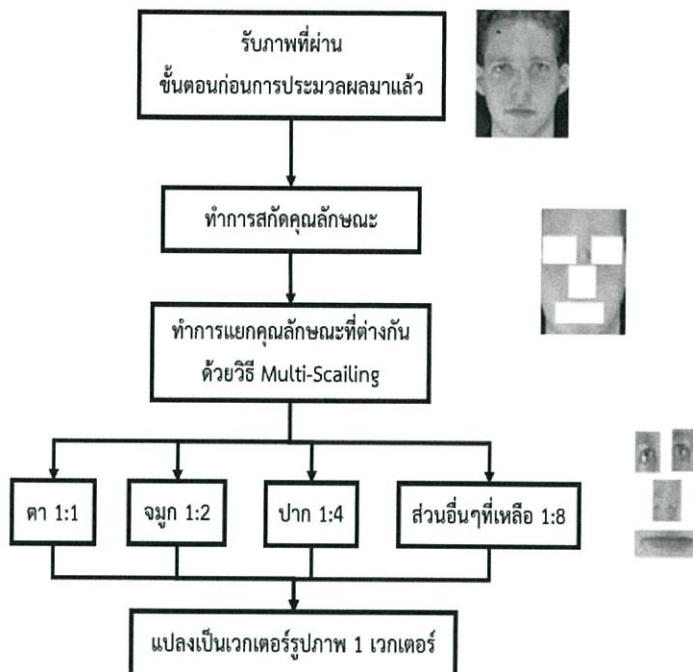 รับภาพที่ผ่าน
ขั้นตอนก่อนการประมวลผลมาแล้ว
ทำการสกัดคุณลักษณะ
ทำการแยกคุณลักษณะที่ต่างกัน
ด้วยวิธี Multi-Scailing
ตา 1:1
จมูก 1:2
ปาก 1:4
ส่วนอื่นๆที่เหลือ 1:8
แปลงเป็นเวกเตอร์รูปภาพ 1 เวกเตอร์